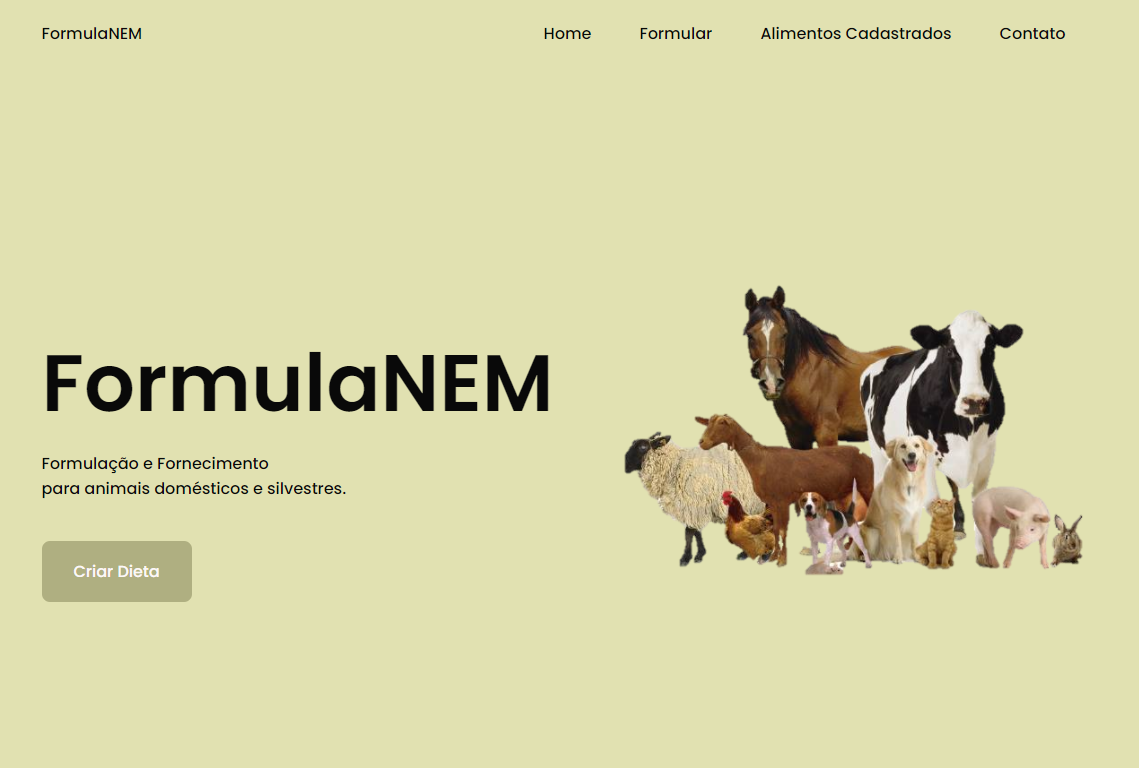 FormulaNEM
Home
Formular
Alimentos Cadastrados
Contato
FormulaNEM
Formulação e Fornecimento
para animais domésticos e silvestres.
Criar Dieta